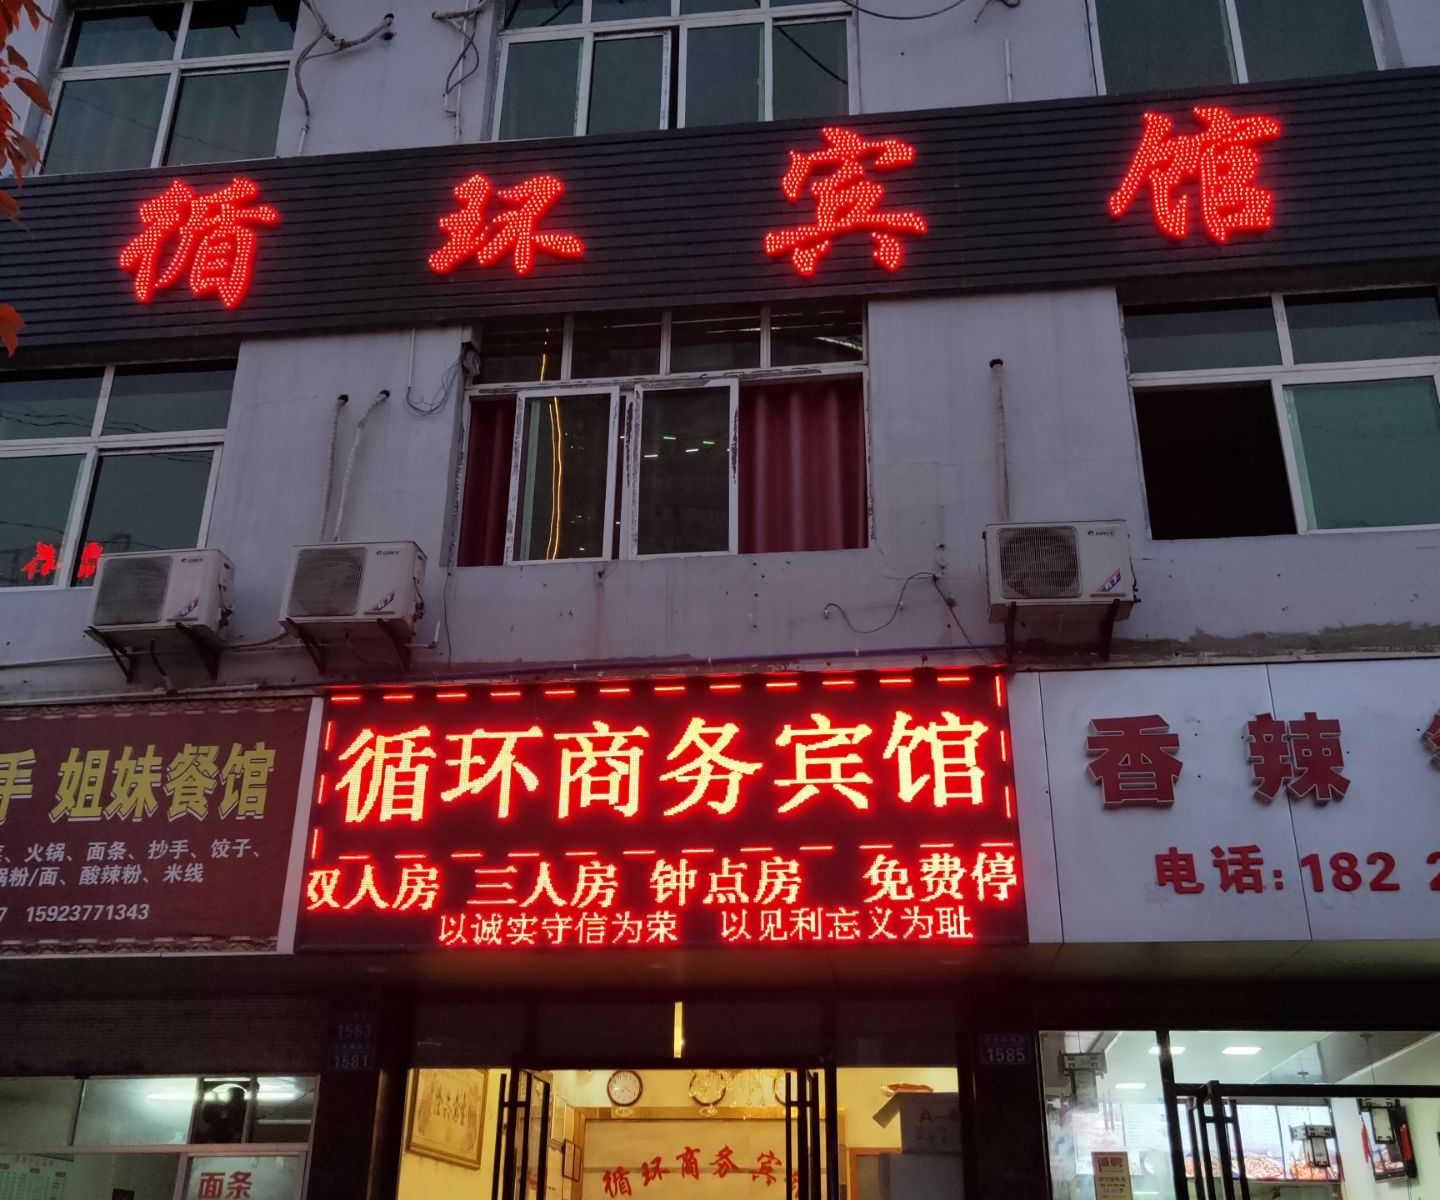 循环宾馆
循环商务宾馆
双人房 三人房 钟点房 免费停
以诚实守信为荣 以见利忘义为耻
手 姐妹餐馆
、火锅、面条、抄手、饺子、
粉/面、酸辣粉、米线
7 15923771343
香辣
电话:182 2
1583
1581
1585
循环商务宾
面条